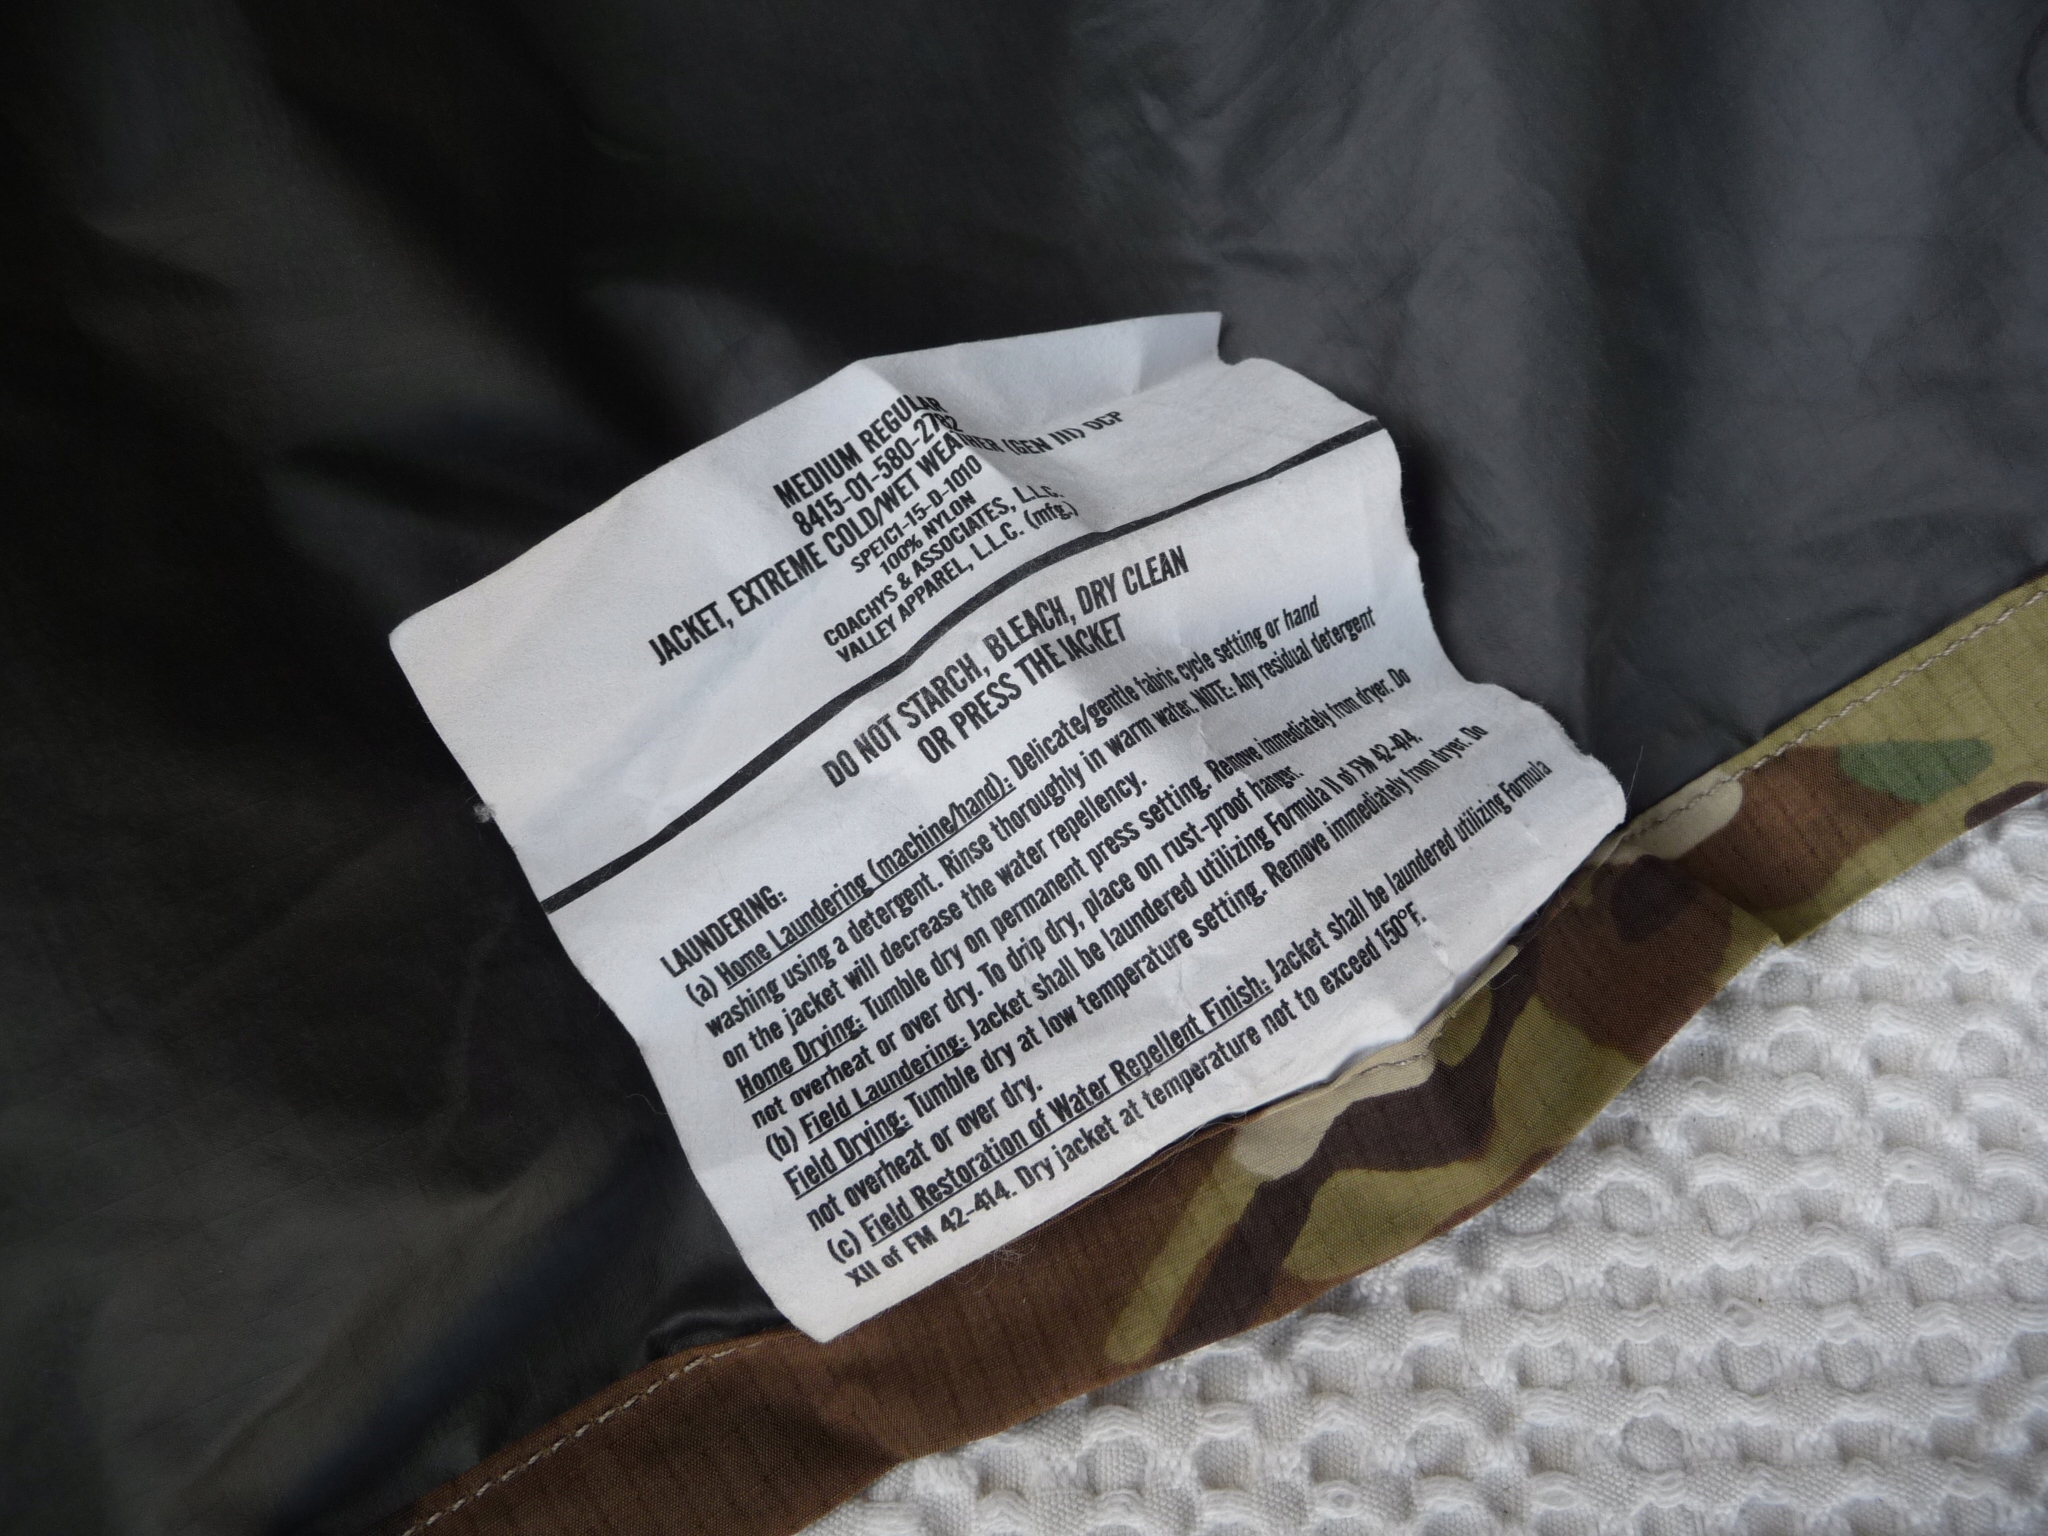 MEDIUM REGULAR
8415-01-580-2782
JACKET, EXTREME COLD/WET WEATHER (GEN III) OCP
SPE1C1-15-D-1010
100% NYLON
COACHYS & ASSOCIATES, L.L.C.
VALLEY APPAREL, L.L.C. (mfg.)
DO NOT STARCH, BLEACH, DRY CLEAN
OR PRESS THE JACKET
LAUNDERING:
(a) Home Laundering (machine/hand): Delicate/gentle fabric cycle setting or hand
washing using a detergent. Rinse thoroughly in warm water. NOTE: Any residual detergent
on the jacket will decrease the water repellency.
Home Drying: Tumble dry on permanent press setting. Remove immediately from dryer. Do
not overheat or over dry. To drip dry, place on rust-proof hanger.
(b) Field Laundering: Jacket shall be laundered utilizing Formula II of FM 42-414.
Field Drying: Tumble dry at low temperature setting. Remove immediately from dryer. Do
not overheat or over dry.
(c) Field Restoration of Water Repellent Finish: Jacket shall be laundered utilizing Formula
XII of FM 42-414. Dry jacket at temperature not to exceed 150°F.